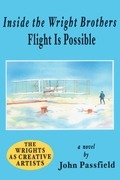 Inside the Wright Brothers
Flight Is Possible
THE
WRIGHTS
AS CREATIVE
ARTISTS
a novel
by
John Passfield